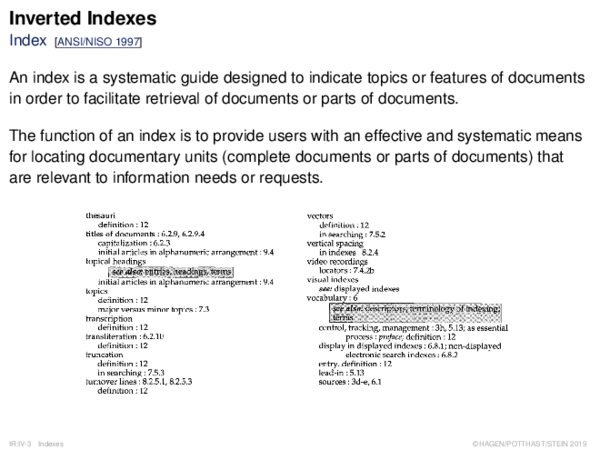 Inverted Indexes
Index [ANSI/NISO 1997]
An index is a systematic guide designed to indicate topics or features of documents
in order to facilitate retrieval of documents or parts of documents.
The function of an index is to provide users with an effective and systematic means
for locating documentary units (complete documents or parts of documents) that
are relevant to information needs or requests.
thesauri
definition : 12
titles of documents : 6.2.9, 6.2.9.4
capitalization : 6.2.3
initial articles in alphanumeric arrangement : 9.4
topical headings
see also: entries, headings, terms
initial articles in alphanumeric arrangement : 9.4
topics
definition : 12
major versus minor topics : 7.3
transcription
definition : 12
transliteration : 6.2.10
definition : 12
truncation
definition : 12
in searching : 7.5.3
turnover lines : 8.2.5.1, 8.2.5.3
definition : 12
vectors
definition : 12
in searching : 7.5.2
vertical spacing
in indexes : 8.2.4
video recordings
locators : 7.4.2b
visual indexes
see: displayed indexes
vocabulary : 6
see also: descriptors, terminology of indexing;
terms
control, tracking, management : 3h, 5.13; as essential
process : preface; definition : 12
display in displayed indexes : 6.8.1; non-displayed
electronic search indexes : 6.8.2
entry, definition : 12
lead-in : 5.13
sources : 3d-e, 6.1
IR:IV-3 Indexes
©HAGEN/POTTHAST/STEIN 2019